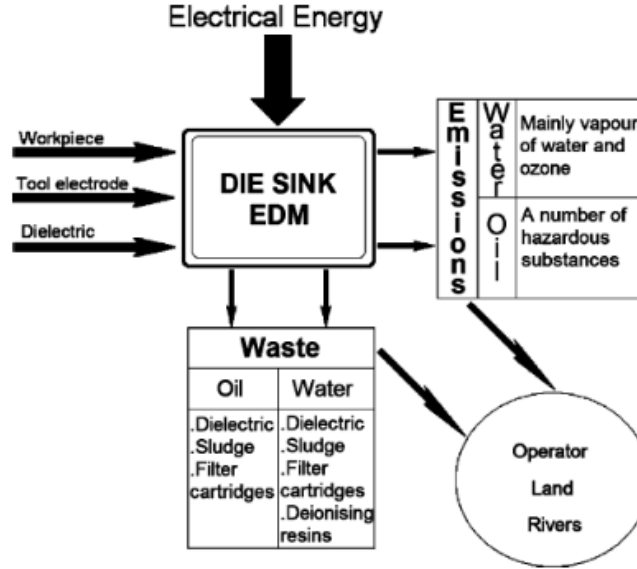 Electrical Energy
Workpiece
Tool electrode
Dielectric
DIE SINK
EDM
Emissions
Water
Mainly vapour
of water and
ozone
Oil
A number of
hazardous
substances
Waste
Oil
.Dielectric
.Sludge
.Filter
cartridges
Water
.Dielectric
.Sludge
.Filter
cartridges
.Deionising
resins
Operator
Land
Rivers